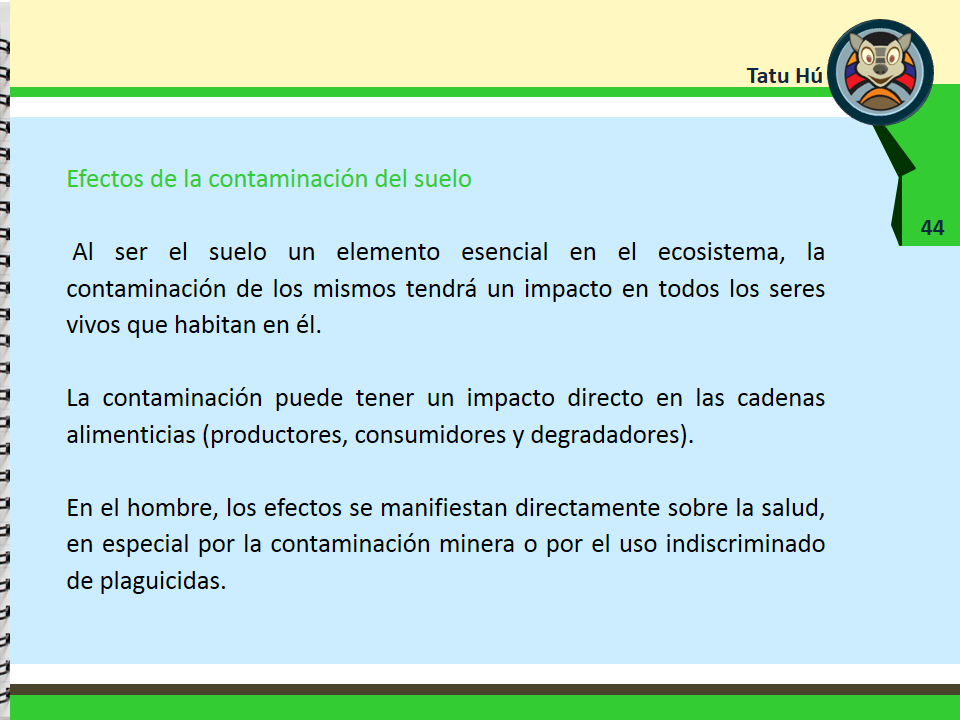 Tatu Hú
44
Efectos de la contaminación del suelo
Al ser el suelo un elemento esencial en el ecosistema, la
contaminación de los mismos tendrá un impacto en todos los seres
vivos que habitan en él.
La contaminación puede tener un impacto directo en las cadenas
alimenticias (productores, consumidores y degradadores).
En el hombre, los efectos se manifiestan directamente sobre la salud,
en especial por la contaminación minera o por el uso indiscriminado
de plaguicidas.